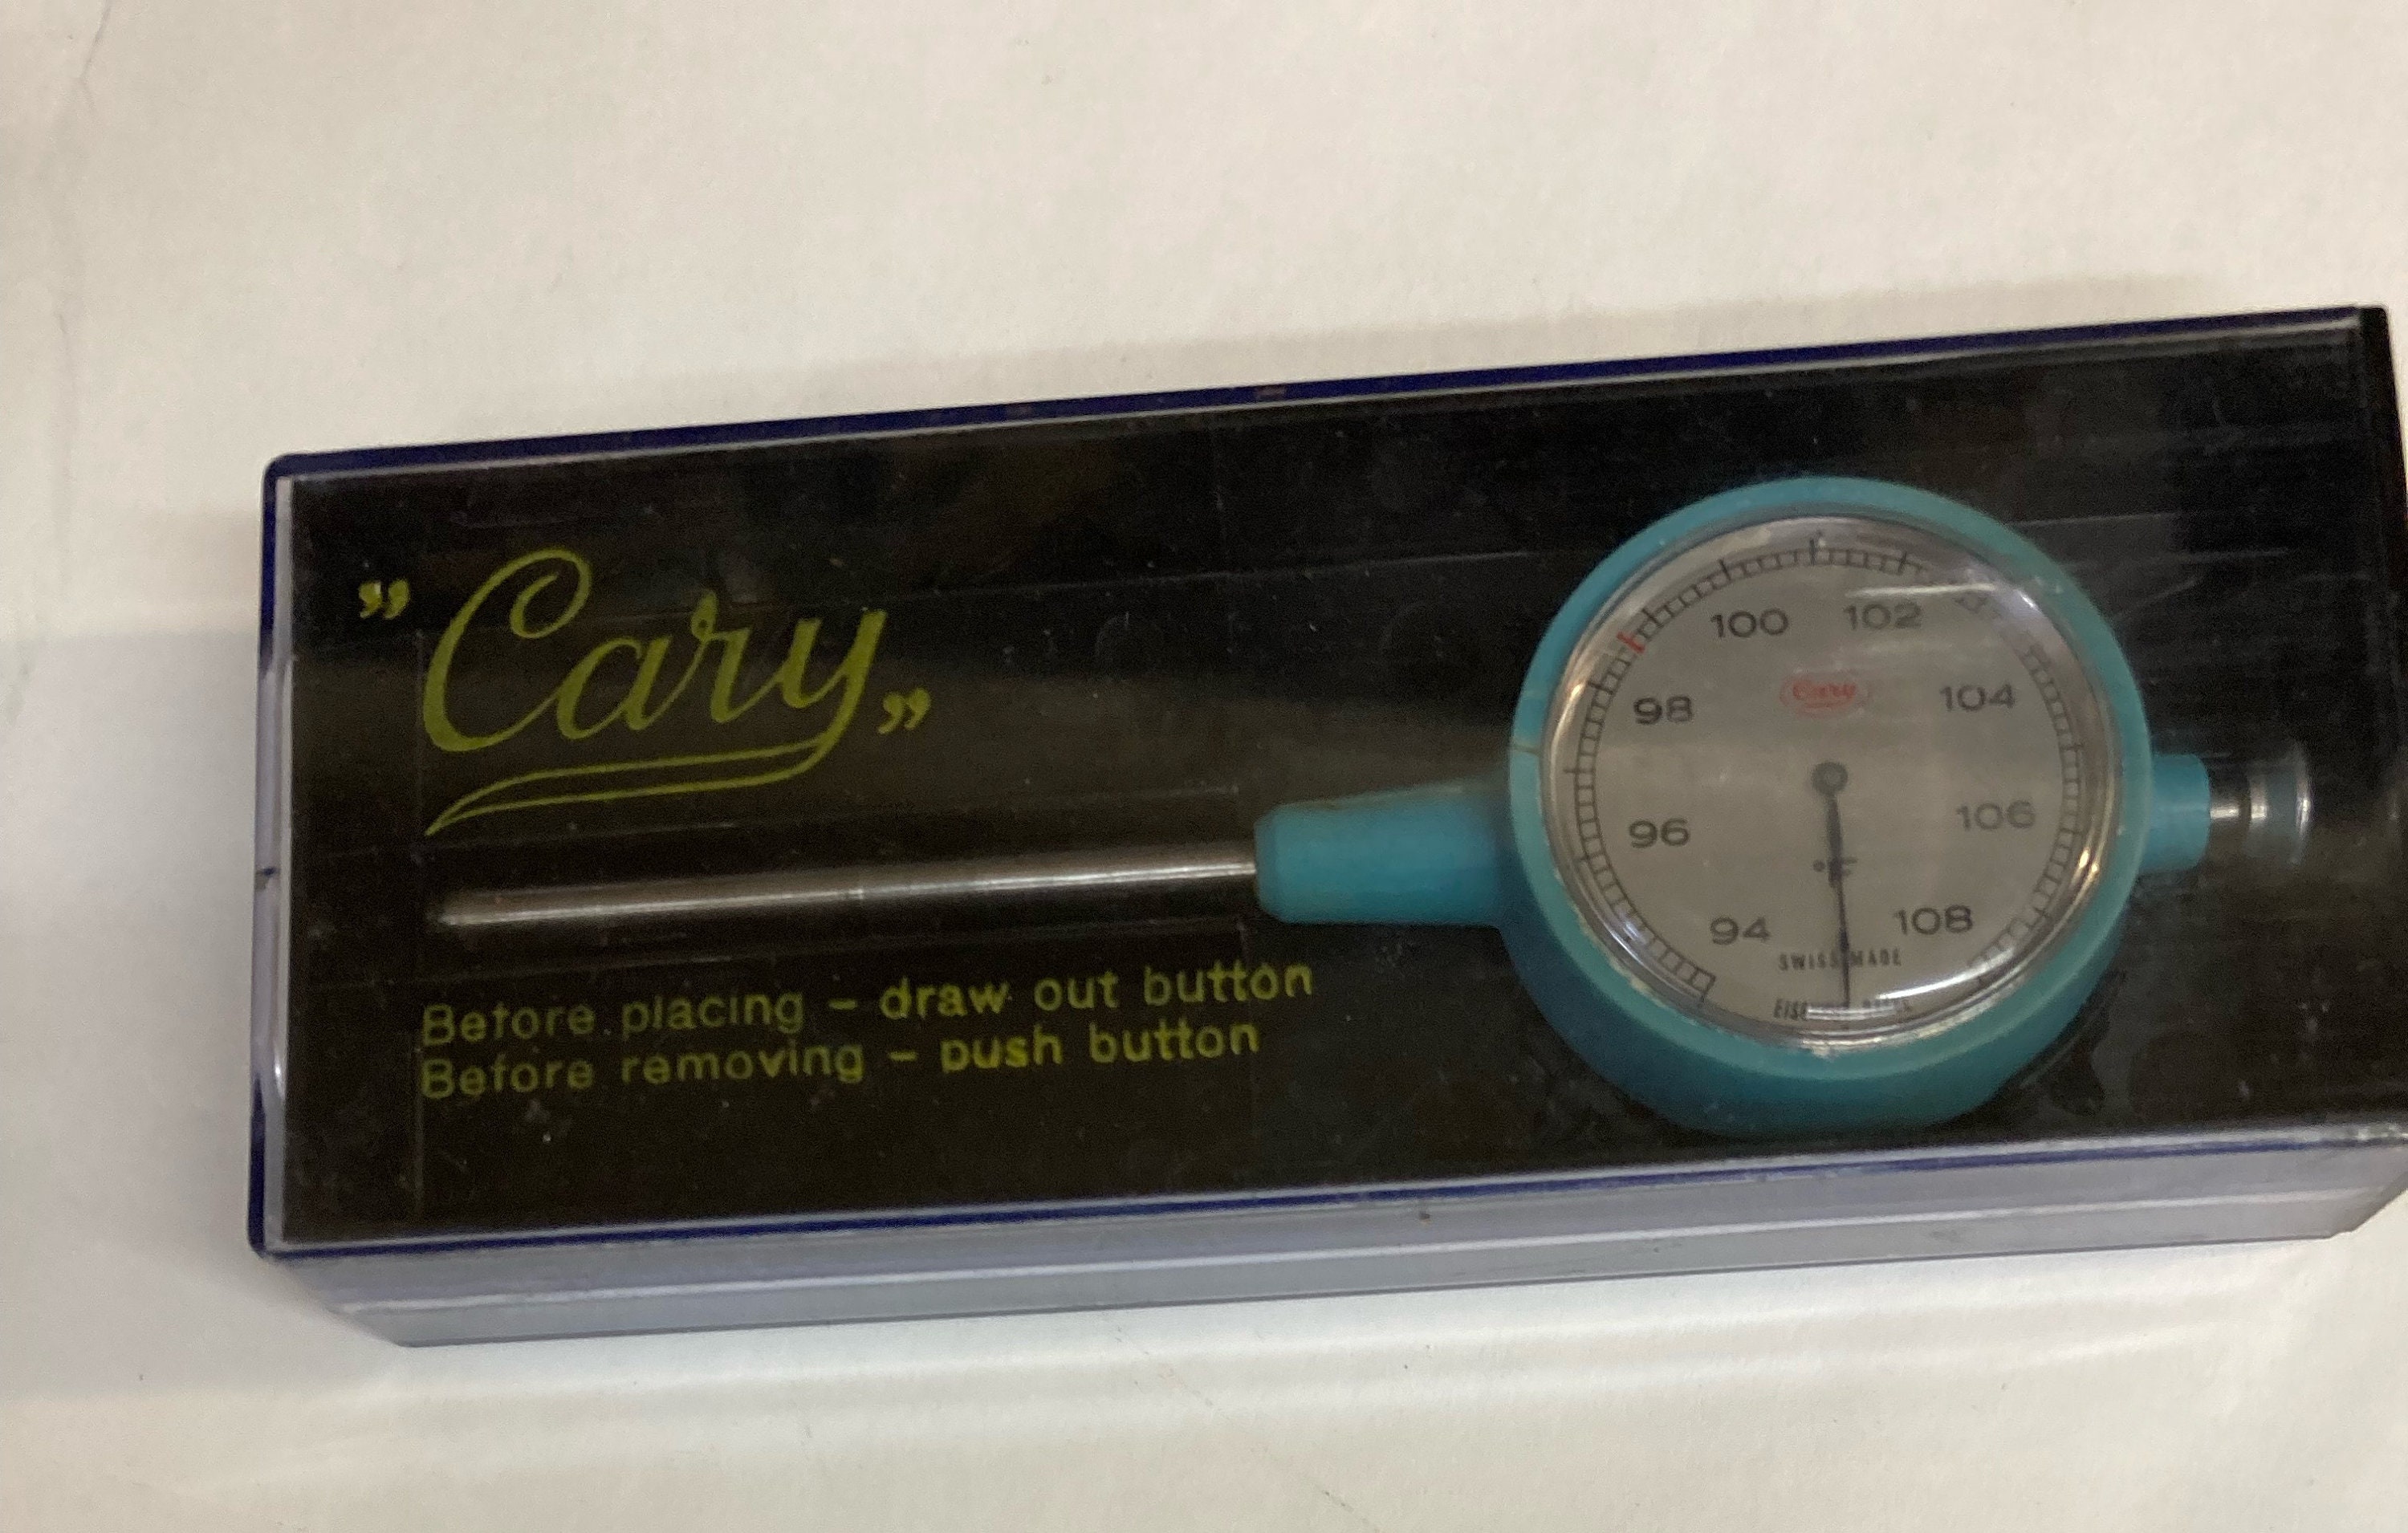 „Cary„
Before placing – draw out button
Before removing – push button
100 102
98 Cary 104
96 106
°F
94 108
SWISS MADE